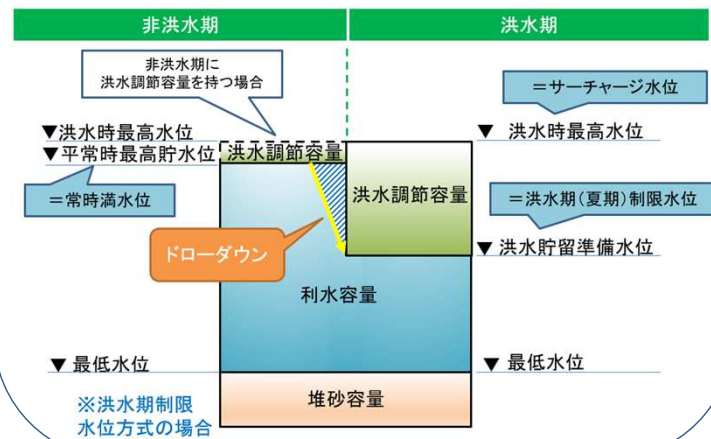 非洪水期
洪水期
非洪水期に
洪水調節容量を持つ場合
＝サーチャージ水位
▼洪水時最高水位
▼ 洪水時最高水位
▼平常時最高貯水位
洪水調節容量
＝常時満水位
洪水調節容量
＝洪水期（夏期）制限水位
ドローダウン
▼ 洪水貯留準備水位
利水容量
▼ 最低水位
▼ 最低水位
堆砂容量
※洪水期制限
水位方式の場合